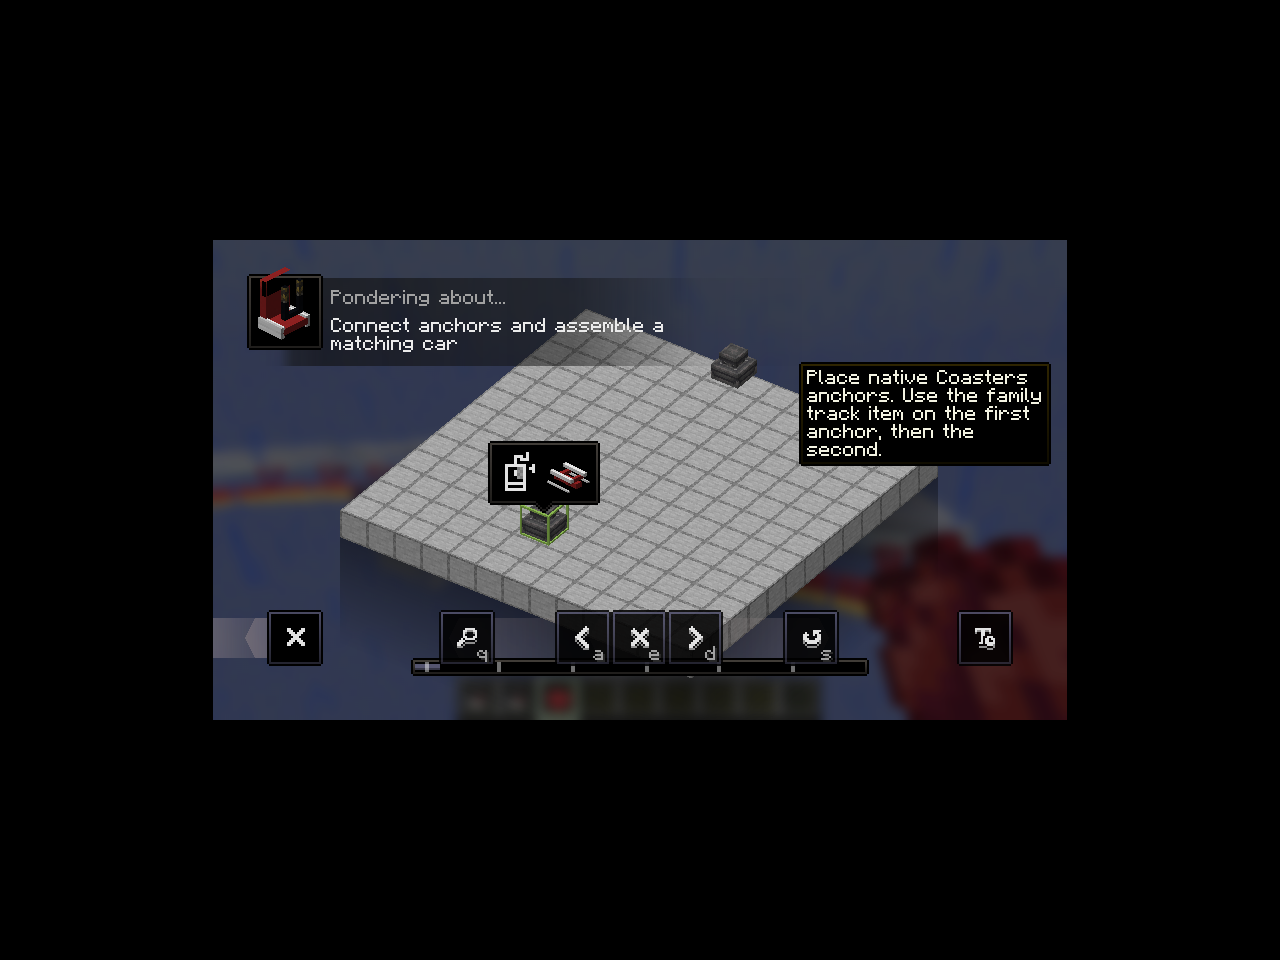 Pondering about...
Connect anchors and assemble a
matching car
Place native Coasters
anchors. Use the family
track item on the first
anchor, then the
second.
q
a
e
d
s
T